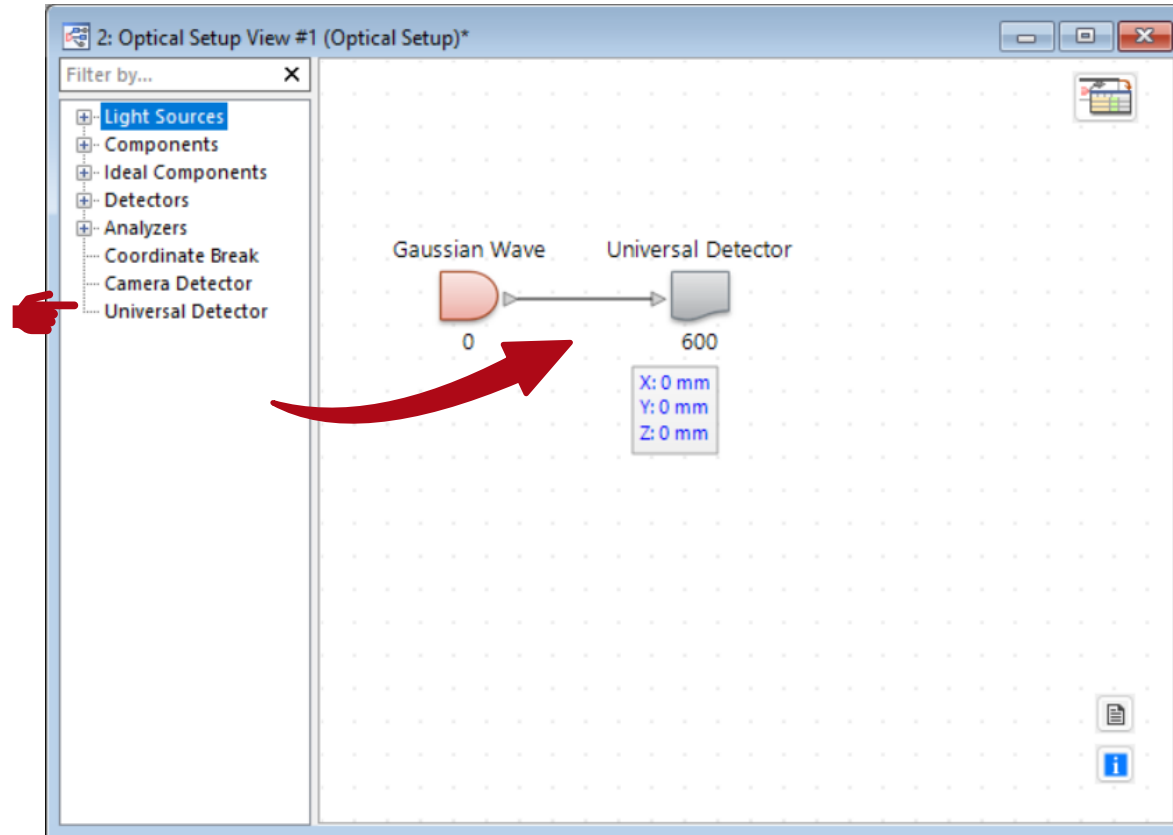 2: Optical Setup View #1 (Optical Setup)*
Filter by...
Light Sources
Components
Ideal Components
Detectors
Analyzers
Coordinate Break
Camera Detector
Universal Detector
Gaussian Wave
Universal Detector
0
600
X: 0 mm
Y: 0 mm
Z: 0 mm